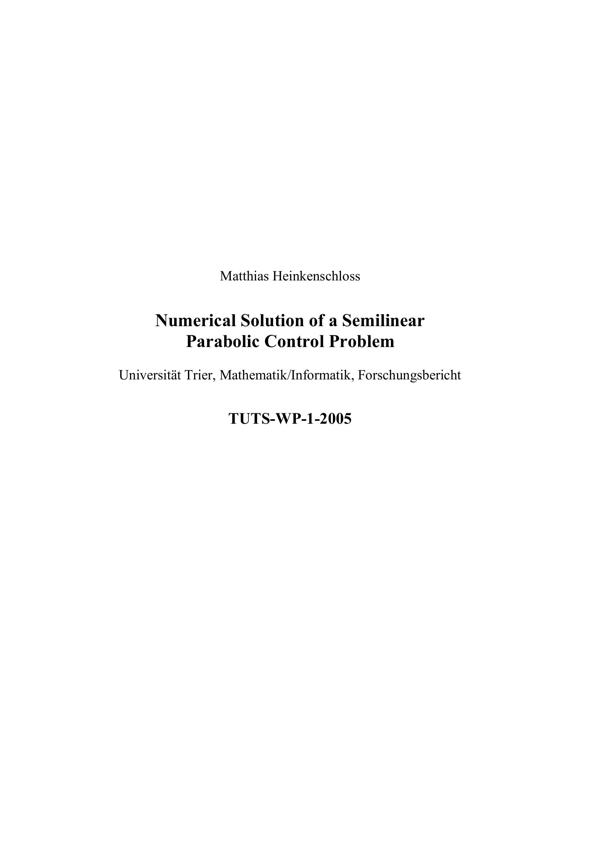 Matthias Heinkenschloss
Numerical Solution of a Semilinear
Parabolic Control Problem
Universität Trier, Mathematik/Informatik, Forschungsbericht
TUTS-WP-1-2005